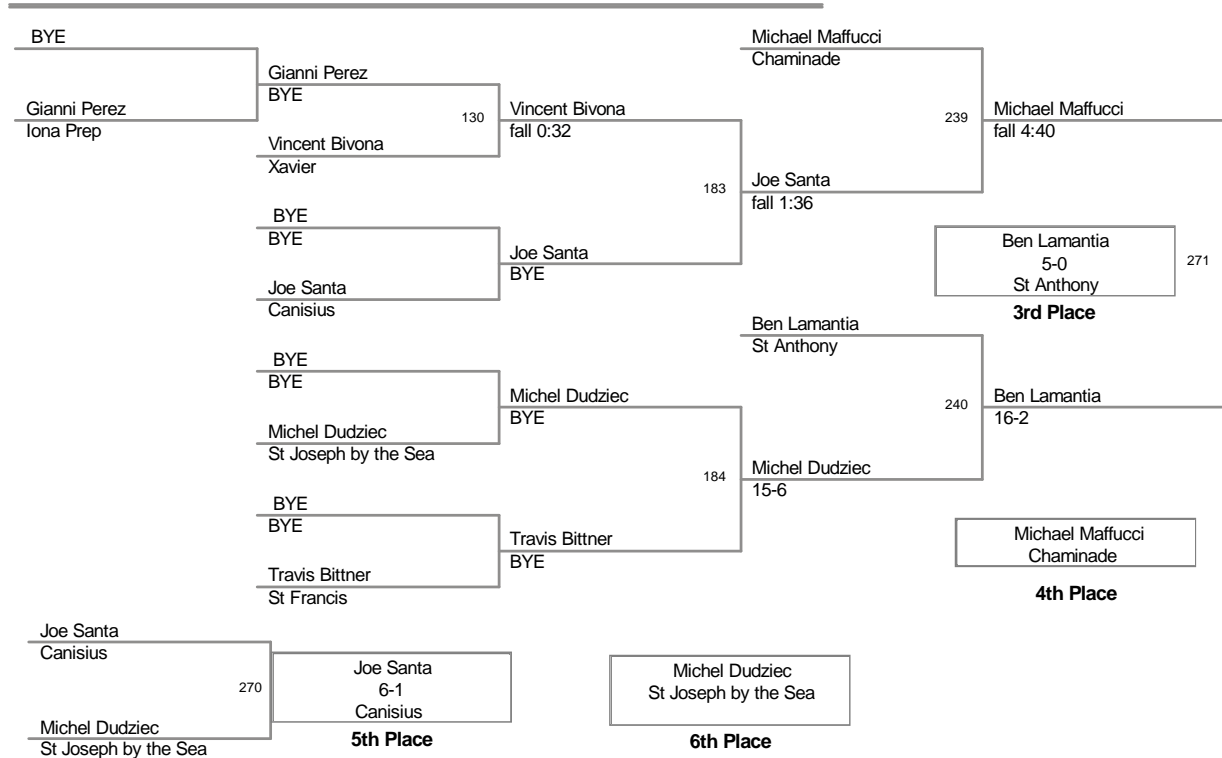 BYE
Gianni Perez
Iona Prep
Gianni Perez
BYE
130
Vincent Bivona
Xavier
Vincent Bivona
fall 0:32
BYE
BYE
Joe Santa
Canisius
Joe Santa
BYE
183
Joe Santa
fall 1:36
Michael Maffucci
Chaminade
239
Michael Maffucci
fall 4:40
Ben Lamantia
5-0
St Anthony
271
3rd Place
BYE
BYE
Michel Dudziec
St Joseph by the Sea
Michel Dudziec
BYE
BYE
BYE
Travis Bittner
St Francis
Travis Bittner
BYE
184
Michel Dudziec
15-6
Ben Lamantia
St Anthony
240
Ben Lamantia
16-2
Michael Maffucci
Chaminade
4th Place
Joe Santa
Canisius
270
Michel Dudziec
St Joseph by the Sea
Joe Santa
6-1
Canisius
5th Place
Michel Dudziec
St Joseph by the Sea
6th Place